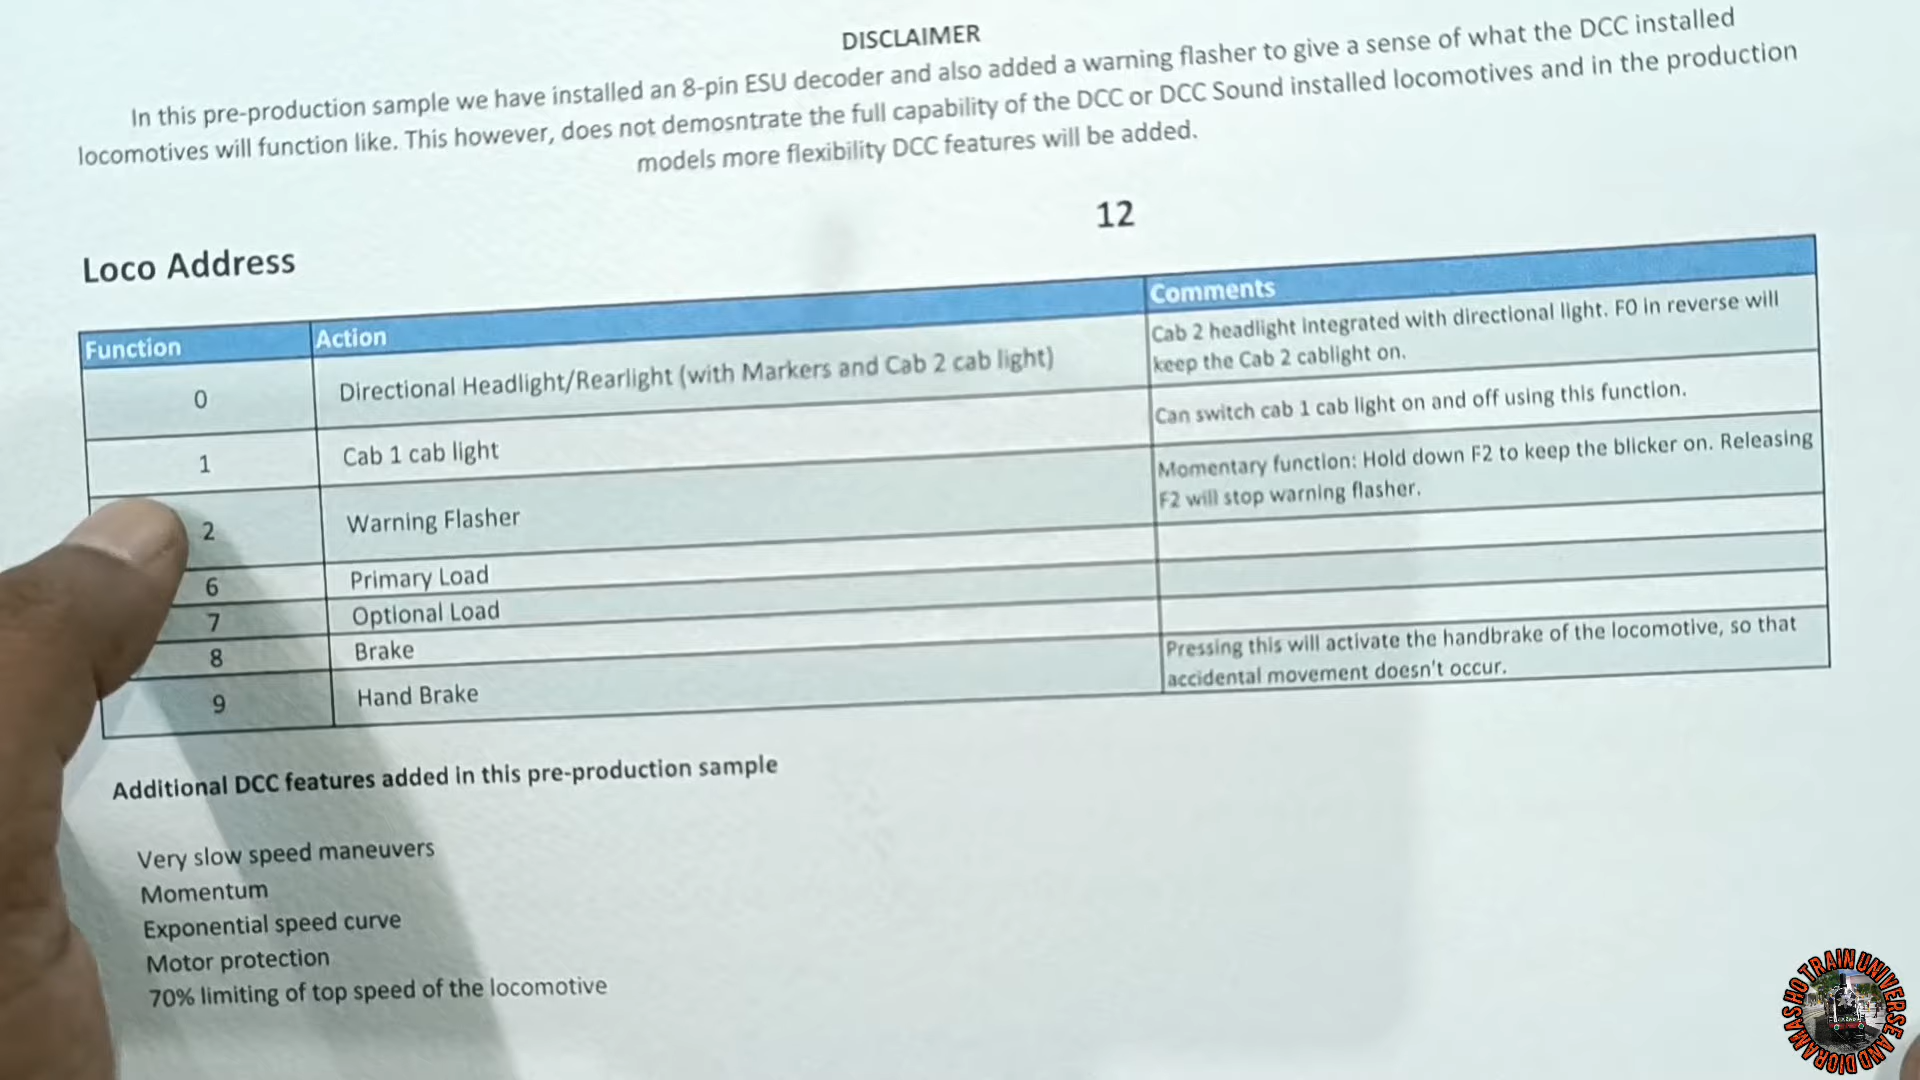 DISCLAIMER
In this pre-production sample we have installed an 8-pin ESU decoder and also added a warning flasher to give a sense of what the DCC installed
locomotives will function like. This however, does not demosntrate the full capability of the DCC or DCC Sound installed locomotives and in the production
models more flexibility DCC features will be added.
Loco Address 12
Function Action Comments
0 Directional Headlight/Rearlight (with Markers and Cab 2 cab light) Cab 2 headlight integrated with directional light. F0 in reverse will
keep the Cab 2 cablight on.
1 Cab 1 cab light Can switch cab 1 cab light on and off using this function.
2 Warning Flasher Momentary function: Hold down F2 to keep the blicker on. Releasing
F2 will stop warning flasher.
6 Primary Load
7 Optional Load
8 Brake
9 Hand Brake Pressing this will activate the handbrake of the locomotive, so that
accidental movement doesn't occur.
Additional DCC features added in this pre-production sample
Very slow speed maneuvers
Momentum
Exponential speed curve
Motor protection
70% limiting of top speed of the locomotive
HO TRAIN UNIVERSE AND DIORAMAS